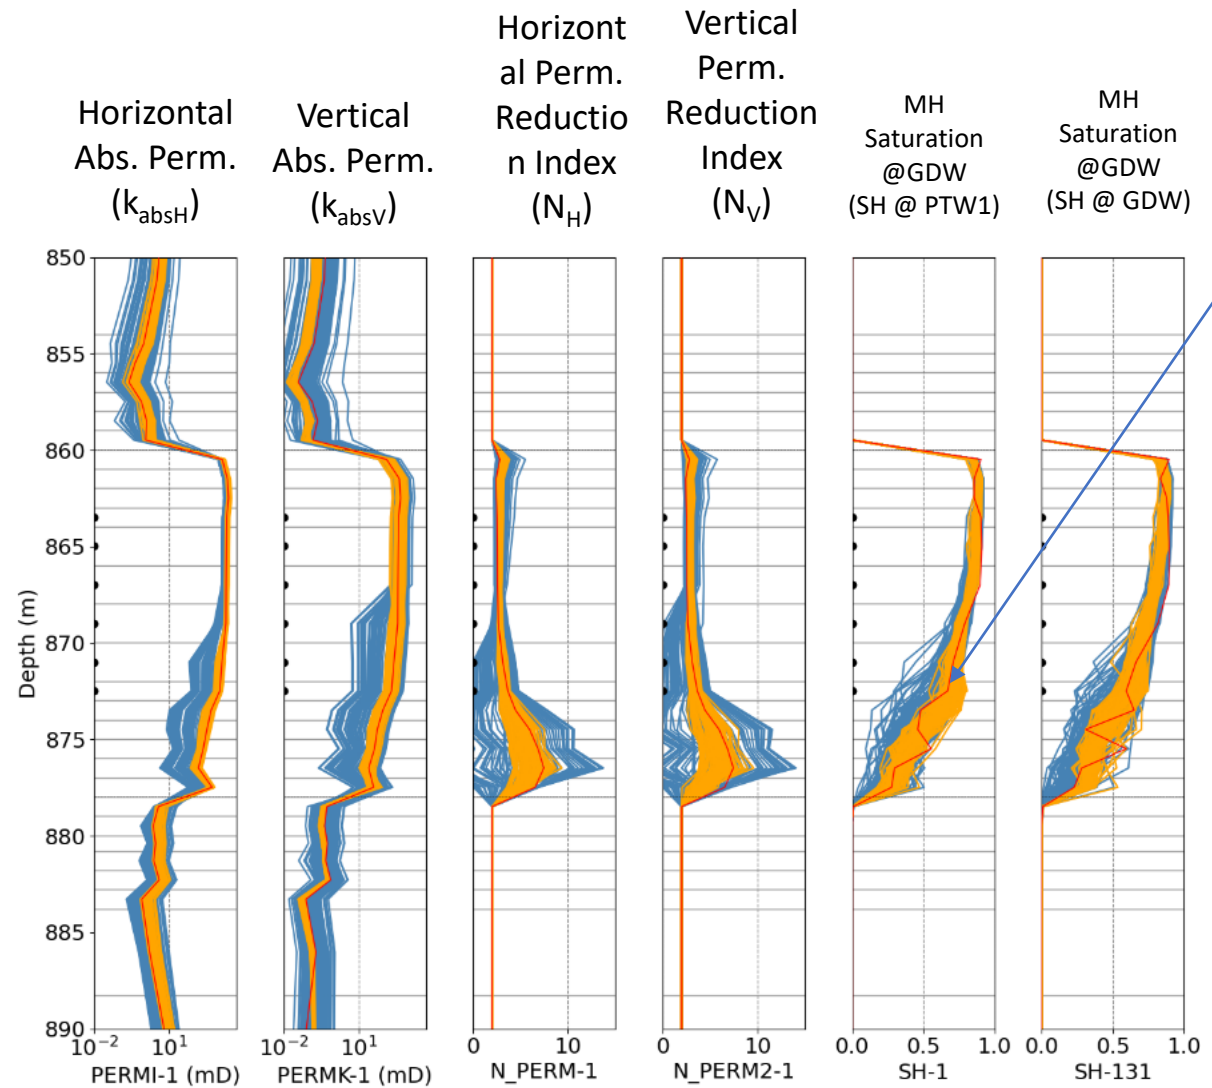 Horizontal
Abs. Perm.
(kabsH)
Vertical
Abs. Perm.
(kabsV)
Horizont
al Perm.
Reductio
n Index
(NH)
Vertical
Perm.
Reduction
Index
(NV)
MH
Saturation
@GDW
(SH @ PTW1)
MH
Saturation
@GDW
(SH @ GDW)
Depth (m)
850
855
860
865
870
875
880
885
890
10⁻² 10¹
PERMI-1 (mD)
10⁻² 10¹
PERMK-1 (mD)
0 10
N_PERM-1
0 10
N_PERM2-1
0.0 0.5 1.0
SH-1
0.0 0.5 1.0
SH-131